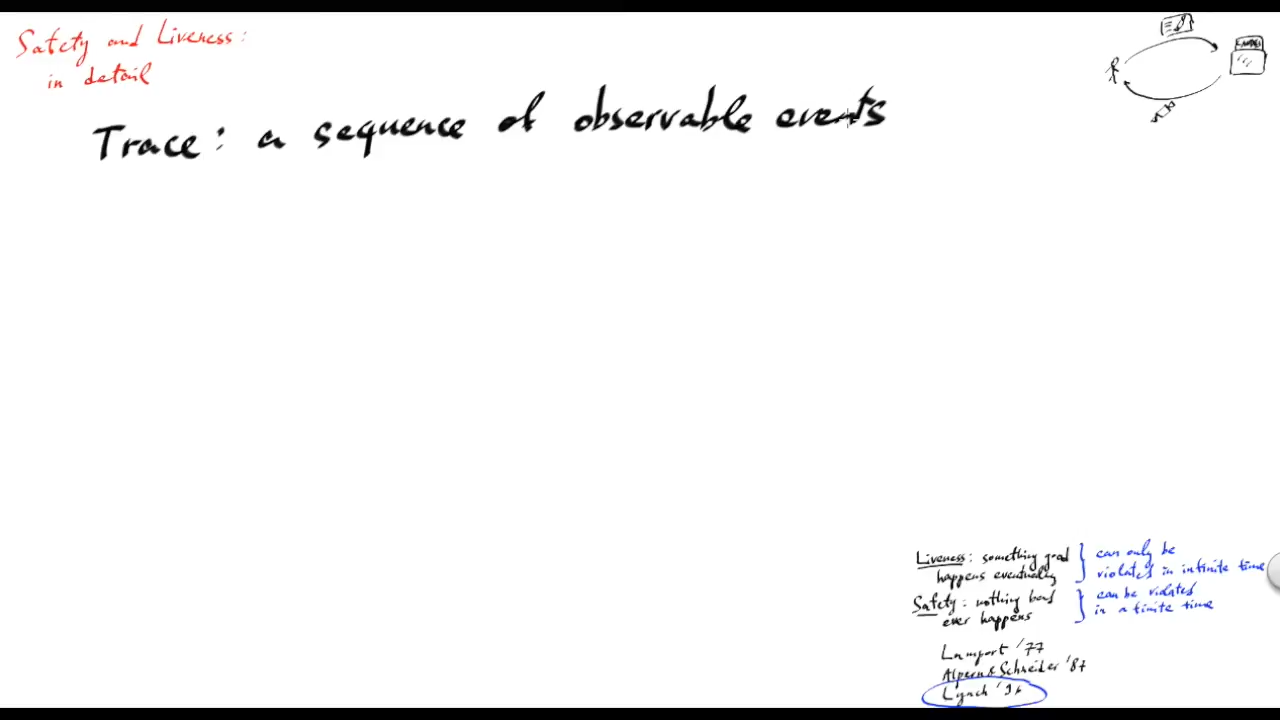 Safety and Liveness:
in detail
Trace: a sequence of observable events
Liveness: something good
happens eventually
can only be
violated in infinite time
Safety: nothing bad
ever happens
can be violated
in a finite time
Lamport '77
Alpern & Schneider '87
Lynch '96